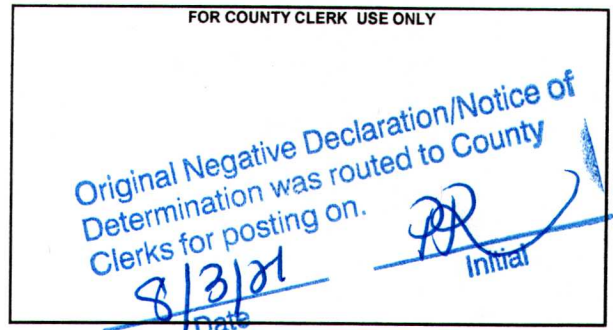 FOR COUNTY CLERK USE ONLY
Original Negative Declaration/Notice of
Determination was routed to County
Clerks for posting on.
8/3/21
Date
Initial